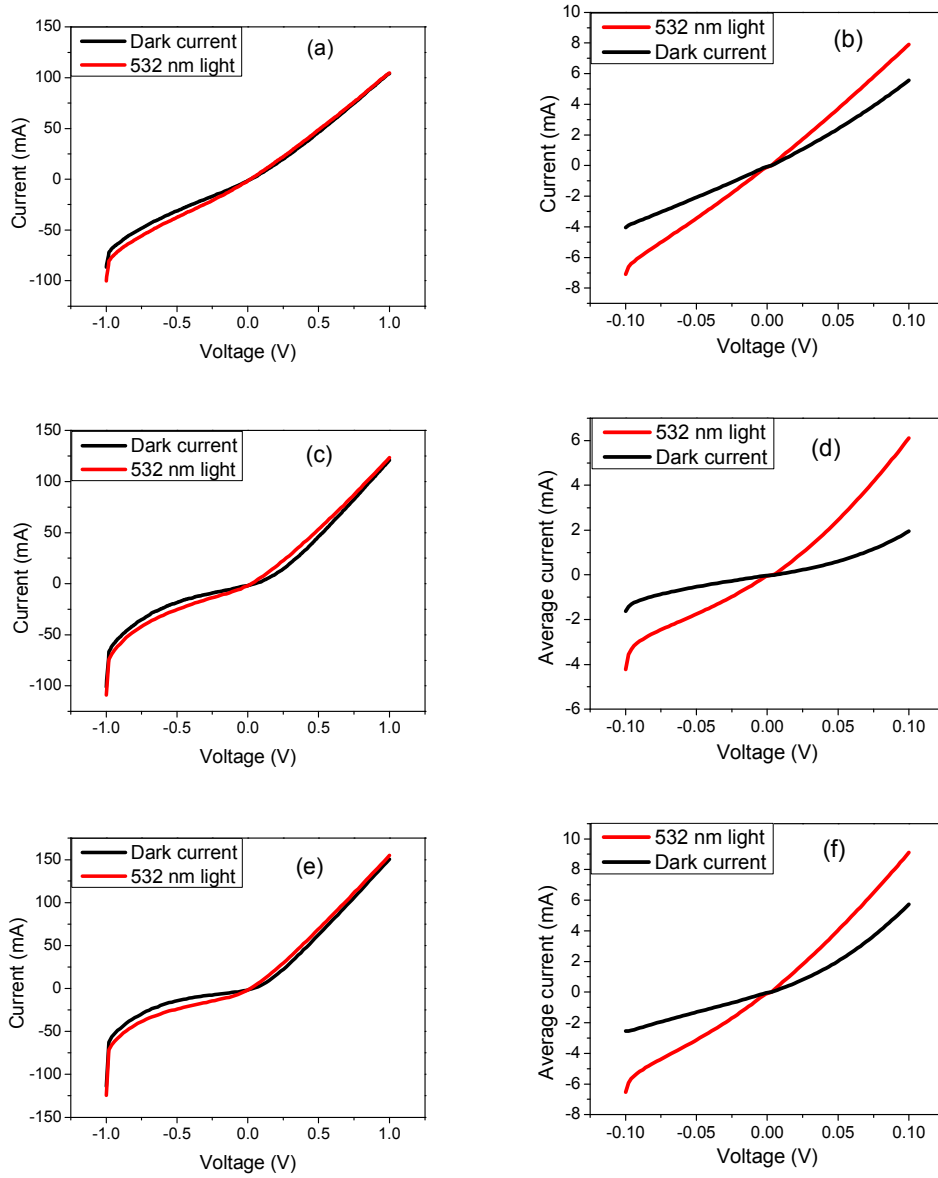 Dark current
532 nm light
(a)
150
100
50
0
-50
-100
Current (mA)
-1.0 -0.5 0.0 0.5 1.0
Voltage (V)
532 nm light
Dark current
(b)
10
8
6
4
2
0
-2
-4
-6
-8
Current (mA)
-0.10 -0.05 0.00 0.05 0.10
Voltage (V)
Dark current
532 nm light
(c)
150
100
50
0
-50
-100
Current (mA)
-1.0 -0.5 0.0 0.5 1.0
Voltage (V)
532 nm light
Dark current
(d)
6
4
2
0
-2
-4
-6
Average current (mA)
-0.10 -0.05 0.00 0.05 0.10
Voltage (V)
Dark current
532 nm light
(e)
150
100
50
0
-50
-100
-150
Current (mA)
-1.0 -0.5 0.0 0.5 1.0
Voltage (V)
532 nm light
Dark current
(f)
10
8
6
4
2
0
-2
-4
-6
-8
Average current (mA)
-0.10 -0.05 0.00 0.05 0.10
Voltage (V)